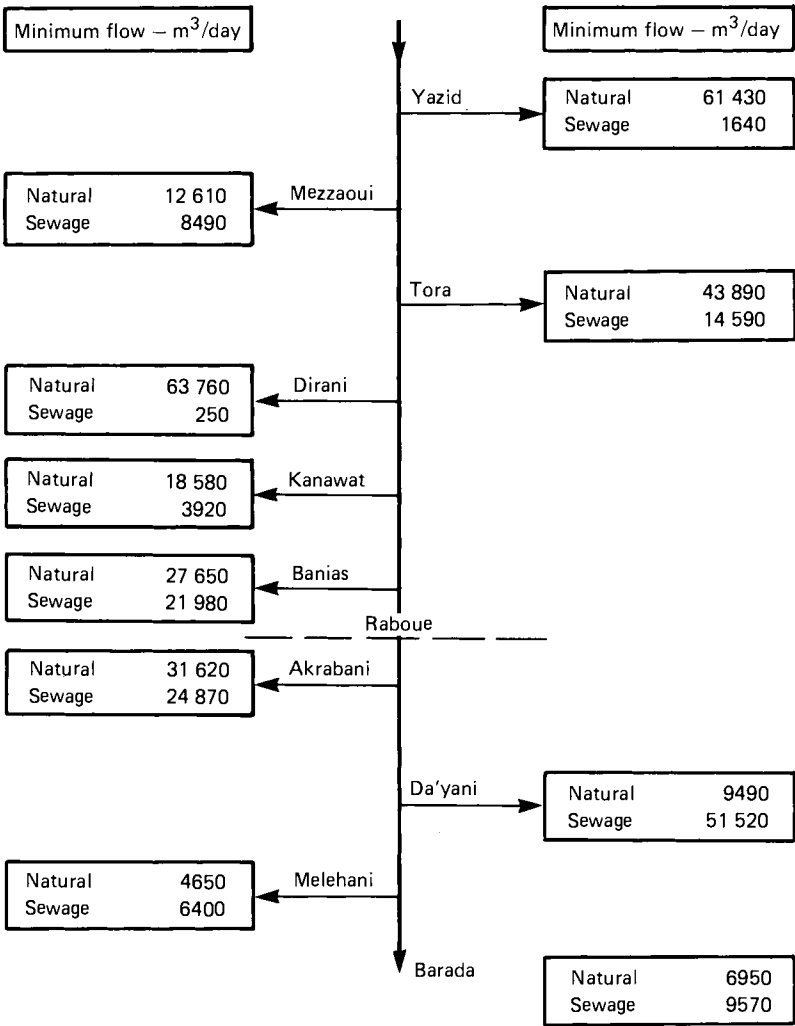 Minimum flow — m³/day
Minimum flow — m³/day
Yazid
Natural 61 430
Sewage 1640
Natural 12 610
Sewage 8490
Mezzaoui
Tora
Natural 43 890
Sewage 14 590
Natural 63 760
Sewage 250
Dirani
Natural 18 580
Sewage 3920
Kanawat
Natural 27 650
Sewage 21 980
Banias
Raboue
Natural 31 620
Sewage 24 870
Akrabani
Da'yani
Natural 9490
Sewage 51 520
Natural 4650
Sewage 6400
Melehani
Barada
Natural 6950
Sewage 9570